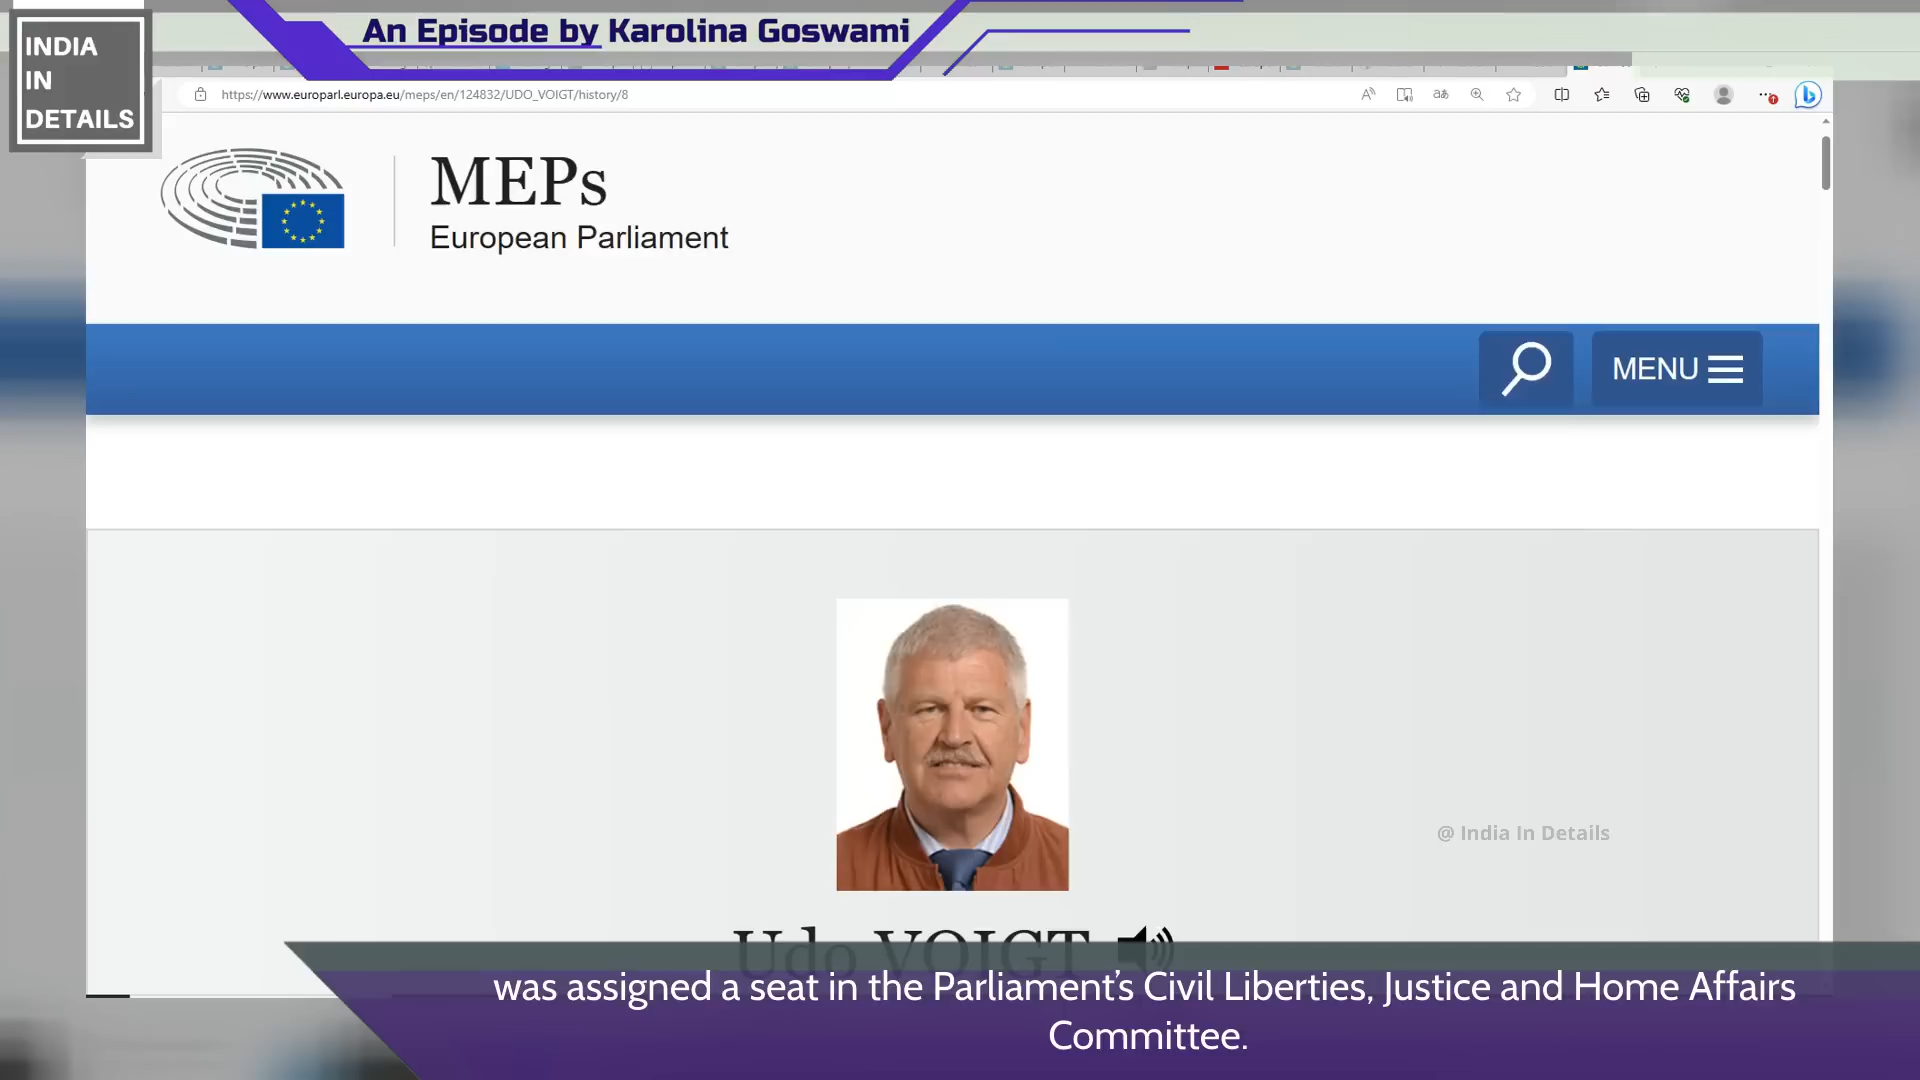 An Episode by Karolina Goswami
INDIA
IN
DETAILS
https://www.europarl.europa.eu/meps/en/124832/UDO_VOIGT/history/8
MEPs
European Parliament
MENU
@ India In Details
Udo VOIGT
was assigned a seat in the Parliament’s Civil Liberties, Justice and Home Affairs
Committee.